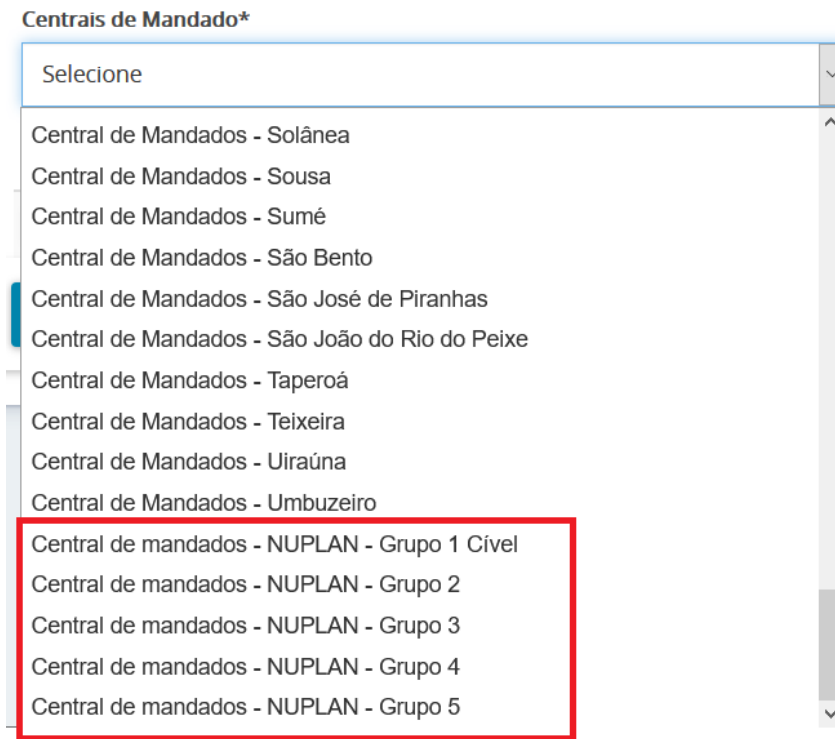 Centrais de Mandado*
Selecione
Central de Mandados - Solânea
Central de Mandados - Sousa
Central de Mandados - Sumé
Central de Mandados - São Bento
Central de Mandados - São José de Piranhas
Central de Mandados - São João do Rio do Peixe
Central de Mandados - Taperoá
Central de Mandados - Teixeira
Central de Mandados - Uiraúna
Central de Mandados - Umbuzeiro
Central de mandados - NUPLAN - Grupo 1 Cível
Central de mandados - NUPLAN - Grupo 2
Central de mandados - NUPLAN - Grupo 3
Central de mandados - NUPLAN - Grupo 4
Central de mandados - NUPLAN - Grupo 5